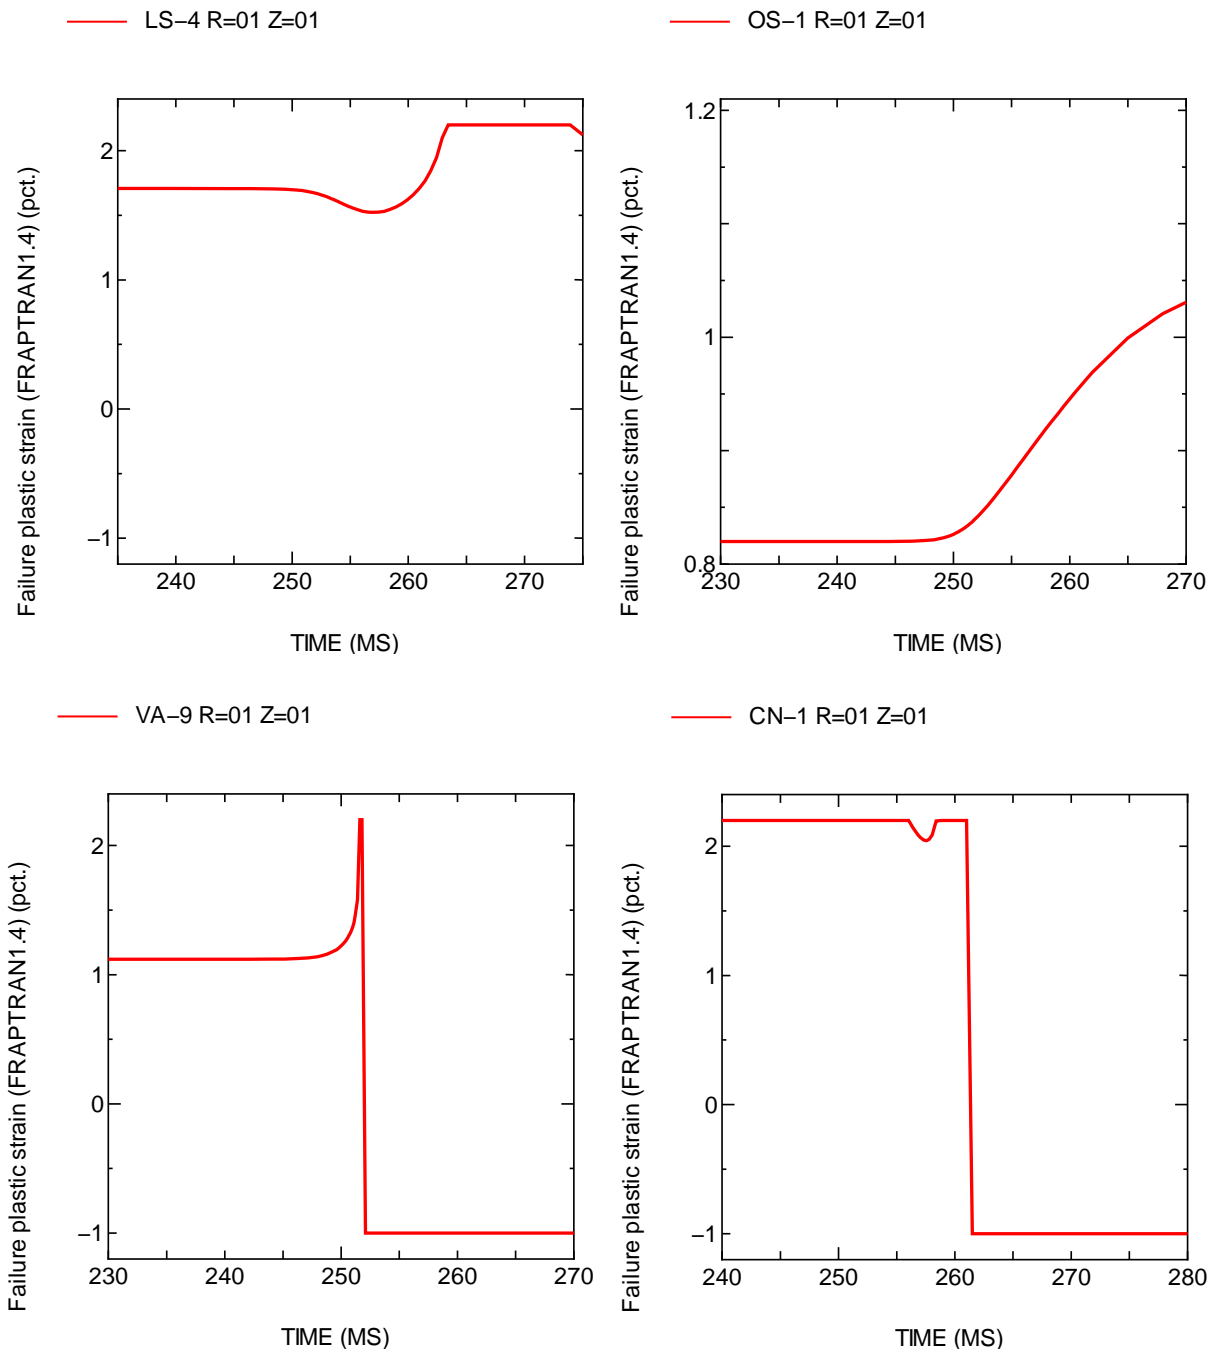 LS−4 R=01 Z=01
Failure plastic strain (FRAPTRAN1.4) (pct.)
2
1
0
−1
240 250 260 270
TIME (MS)
OS−1 R=01 Z=01
Failure plastic strain (FRAPTRAN1.4) (pct.)
1.2
1
0.8
230 240 250 260 270
TIME (MS)
VA−9 R=01 Z=01
Failure plastic strain (FRAPTRAN1.4) (pct.)
2
1
0
−1
230 240 250 260 270
TIME (MS)
CN−1 R=01 Z=01
Failure plastic strain (FRAPTRAN1.4) (pct.)
2
1
0
−1
240 250 260 270 280
TIME (MS)